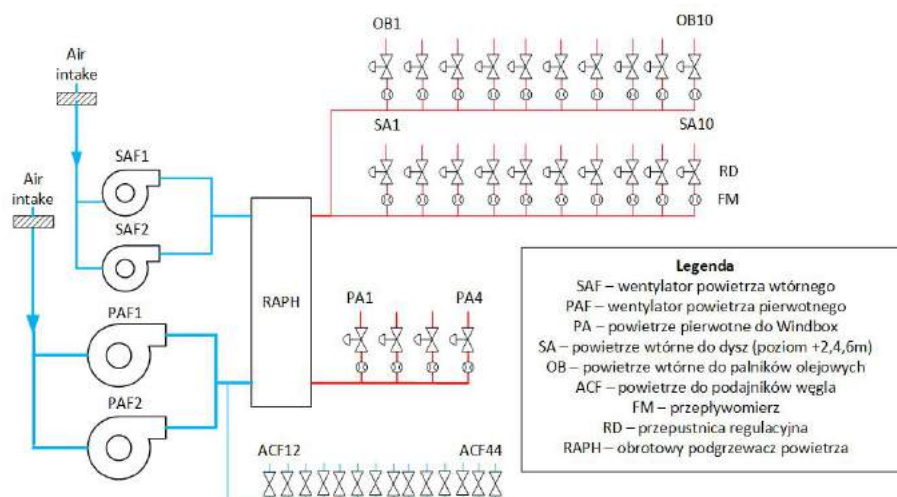 OB1
OB10
Air
intake
SAF1
SA1
SA10
Air
intake
RD
FM
SAF2
RAPH
PAF1
PA1
PA4
PAF2
ACF12
ACF44
Legenda
SAF – wentylator powietrza wtórnego
PAF – wentylator powietrza pierwotnego
PA – powietrze pierwotne do Windbox
SA – powietrze wtórne do dysz (poziom +2,4,6m)
OB – powietrze wtórne do palników olejowych
ACF – powietrze do podajników węgla
FM – przepływomierz
RD – przepustnica regulacyjna
RAPH – obrotowy podgrzewacz powietrza